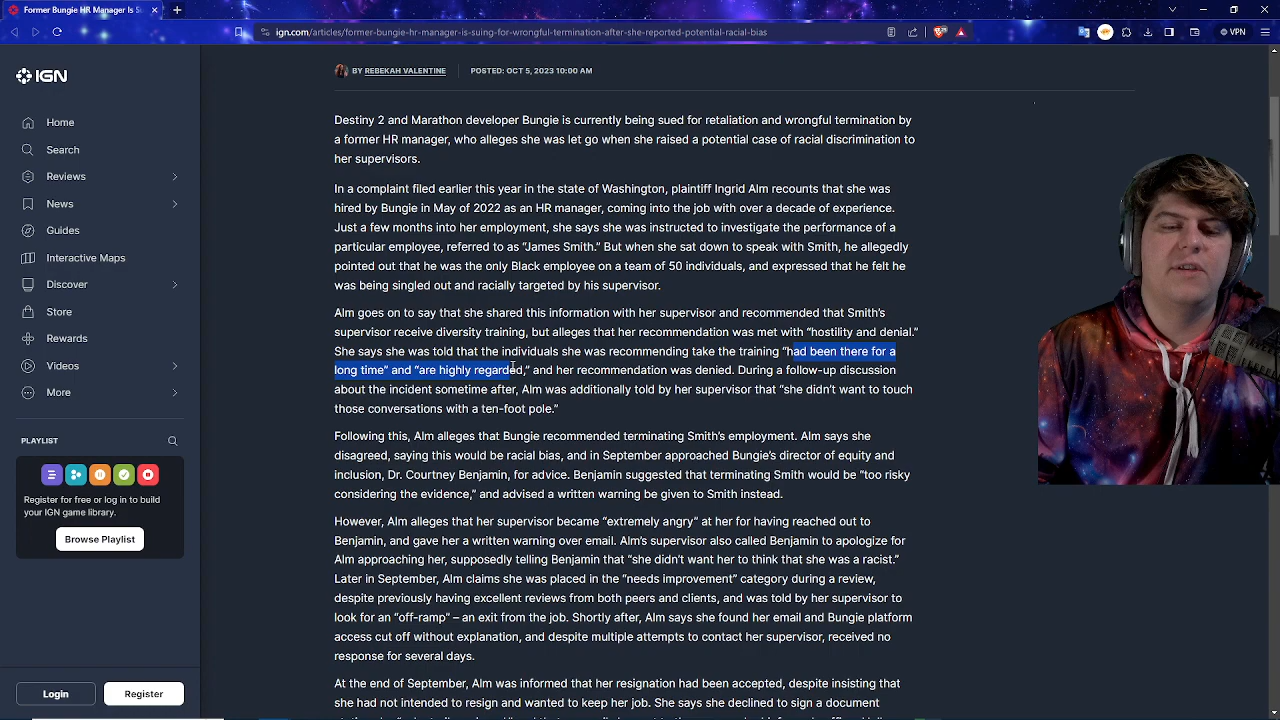 Former Bungie HR Manager Is Su
ign.com/articles/former-bungie-hr-manager-is-suing-for-wrongful-termination-after-she-reported-potential-racial-bias
VPN
IGN
Home
Search
Reviews
News
Guides
Interactive Maps
Discover
Store
Rewards
Videos
More
PLAYLIST
Register for free or log in to build
your IGN game library.
Browse Playlist
Login
Register
BY REBEKAH VALENTINE
POSTED: OCT 5, 2023 10:00 AM
Destiny 2 and Marathon developer Bungie is currently being sued for retaliation and wrongful termination by
a former HR manager, who alleges she was let go when she raised a potential case of racial discrimination to
her supervisors.
In a complaint filed earlier this year in the state of Washington, plaintiff Ingrid Alm recounts that she was
hired by Bungie in May of 2022 as an HR manager, coming into the job with over a decade of experience.
Just a few months into her employment, she says she was instructed to investigate the performance of a
particular employee, referred to as “James Smith.” But when she sat down to speak with Smith, he allegedly
pointed out that he was the only Black employee on a team of 50 individuals, and expressed that he felt he
was being singled out and racially targeted by his supervisor.
Alm goes on to say that she shared this information with her supervisor and recommended that Smith’s
supervisor receive diversity training, but alleges that her recommendation was met with “hostility and denial.”
She says she was told that the individuals she was recommending take the training “had been there for a
long time” and “are highly regarded,” and her recommendation was denied. During a follow-up discussion
about the incident sometime after, Alm was additionally told by her supervisor that “she didn’t want to touch
those conversations with a ten-foot pole.”
Following this, Alm alleges that Bungie recommended terminating Smith’s employment. Alm says she
disagreed, saying this would be racial bias, and in September approached Bungie’s director of equity and
inclusion, Dr. Courtney Benjamin, for advice. Benjamin suggested that terminating Smith would be “too risky
considering the evidence,” and advised a written warning be given to Smith instead.
However, Alm alleges that her supervisor became “extremely angry” at her for having reached out to
Benjamin, and gave her a written warning over email. Alm’s supervisor also called Benjamin to apologize for
Alm approaching her, supposedly telling Benjamin that “she didn’t want her to think that she was a racist.”
Later in September, Alm claims she was placed in the “needs improvement” category during a review,
despite previously having excellent reviews from both peers and clients, and was told by her supervisor to
look for an “off-ramp” – an exit from the job. Shortly after, Alm says she found her email and Bungie platform
access cut off without explanation, and despite multiple attempts to contact her supervisor, received no
response for several days.
At the end of September, Alm was informed that her resignation had been accepted, despite insisting that
she had not intended to resign and wanted to keep her job. She says she declined to sign a document